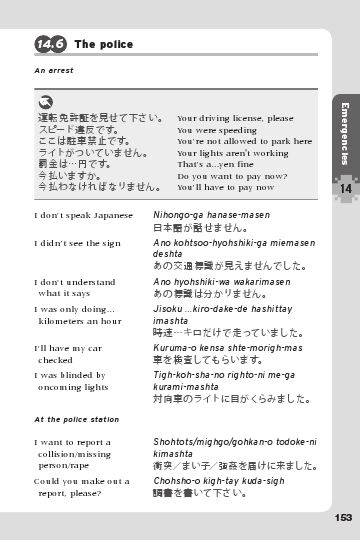 14.6 The police
An arrest
運転免許証を見せて下さい。 Your driving license, please
スピード違反です。 You were speeding
ここは駐車禁止です。 You're not allowed to park here
ライトがついていません。 Your lights aren't working
罰金は…円です。 That's a...yen fine
今払いますか。 Do you want to pay now?
今払わなければなりません。 You'll have to pay now
Emergencies
14
I don't speak Japanese Nihongo-ga hanase-masen
日本語が話せません。
I didn't see the sign Ano kohtsoo-hyohshiki-ga miemasen
deshta
あの交通標識が見えませんでした。
I don't understand Ano hyohshiki-wa wakarimasen
what it says あの標識は分かりません。
I was only doing... Jisoku ...kiro-dake-de hashittay
kilometers an hour imashta
時速…キロだけで走っていました。
I'll have my car Kuruma-o kensa shte-morigh-mas
checked 車を検査してもらいます。
I was blinded by Tigh-koh-sha-no righto-ni me-ga
oncoming lights kurami-mashta
対向車のライトに目がくらみました。
At the police station
I want to report a Shohtots/mighgo/gohkan-o todoke-ni
collision/missing kimashta
person/rape 衝突／まい子／強姦を届けに来ました。
Could you make out a Chohsho-o kigh-tay kuda-sigh
report, please? 調書を書いて下さい。
153